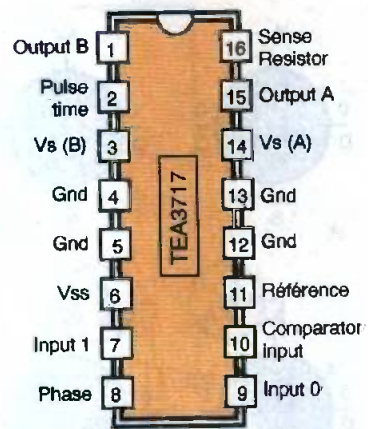 Output B
1
16
Sense
Resistor
Pulse
time
2
15
Output A
Vs (B)
3
14
Vs (A)
Gnd
4
13
Gnd
Gnd
5
12
Gnd
TEA3717
Vss
6
11
Référence
Input 1
7
10
Comparator
input
Phase
8
9
Input 0